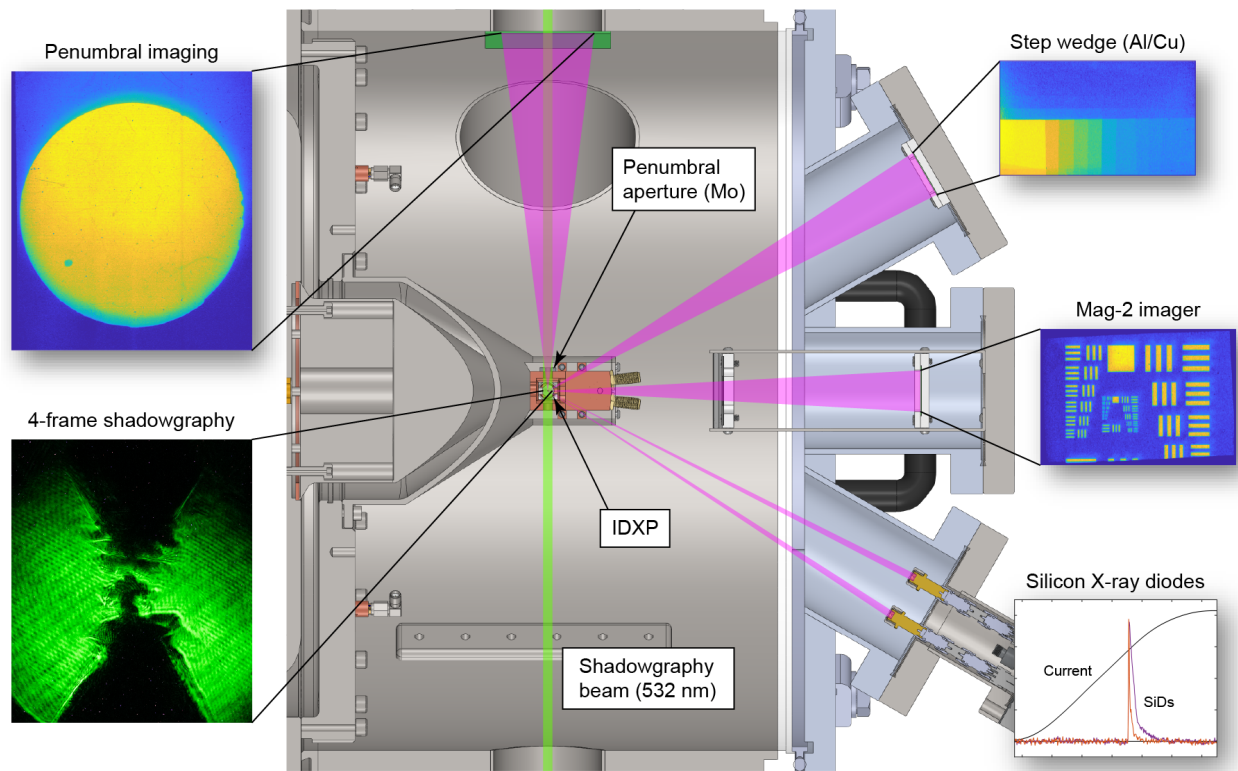 Penumbral imaging
Step wedge (Al/Cu)
Penumbral
aperture (Mo)
Mag-2 imager
4-frame shadowgraphy
IDXP
Silicon X-ray diodes
Shadowgraphy
beam (532 nm)
Current
SiDs